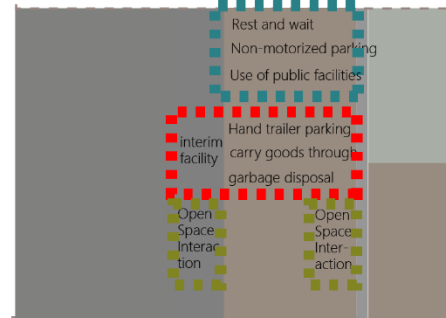 Rest and wait
Non-motorized parking
Use of public facilities
interim
facility
Hand trailer parking
carry goods through
garbage disposal
Open
Space
Interac
tion
Open
Space
Inter-
action